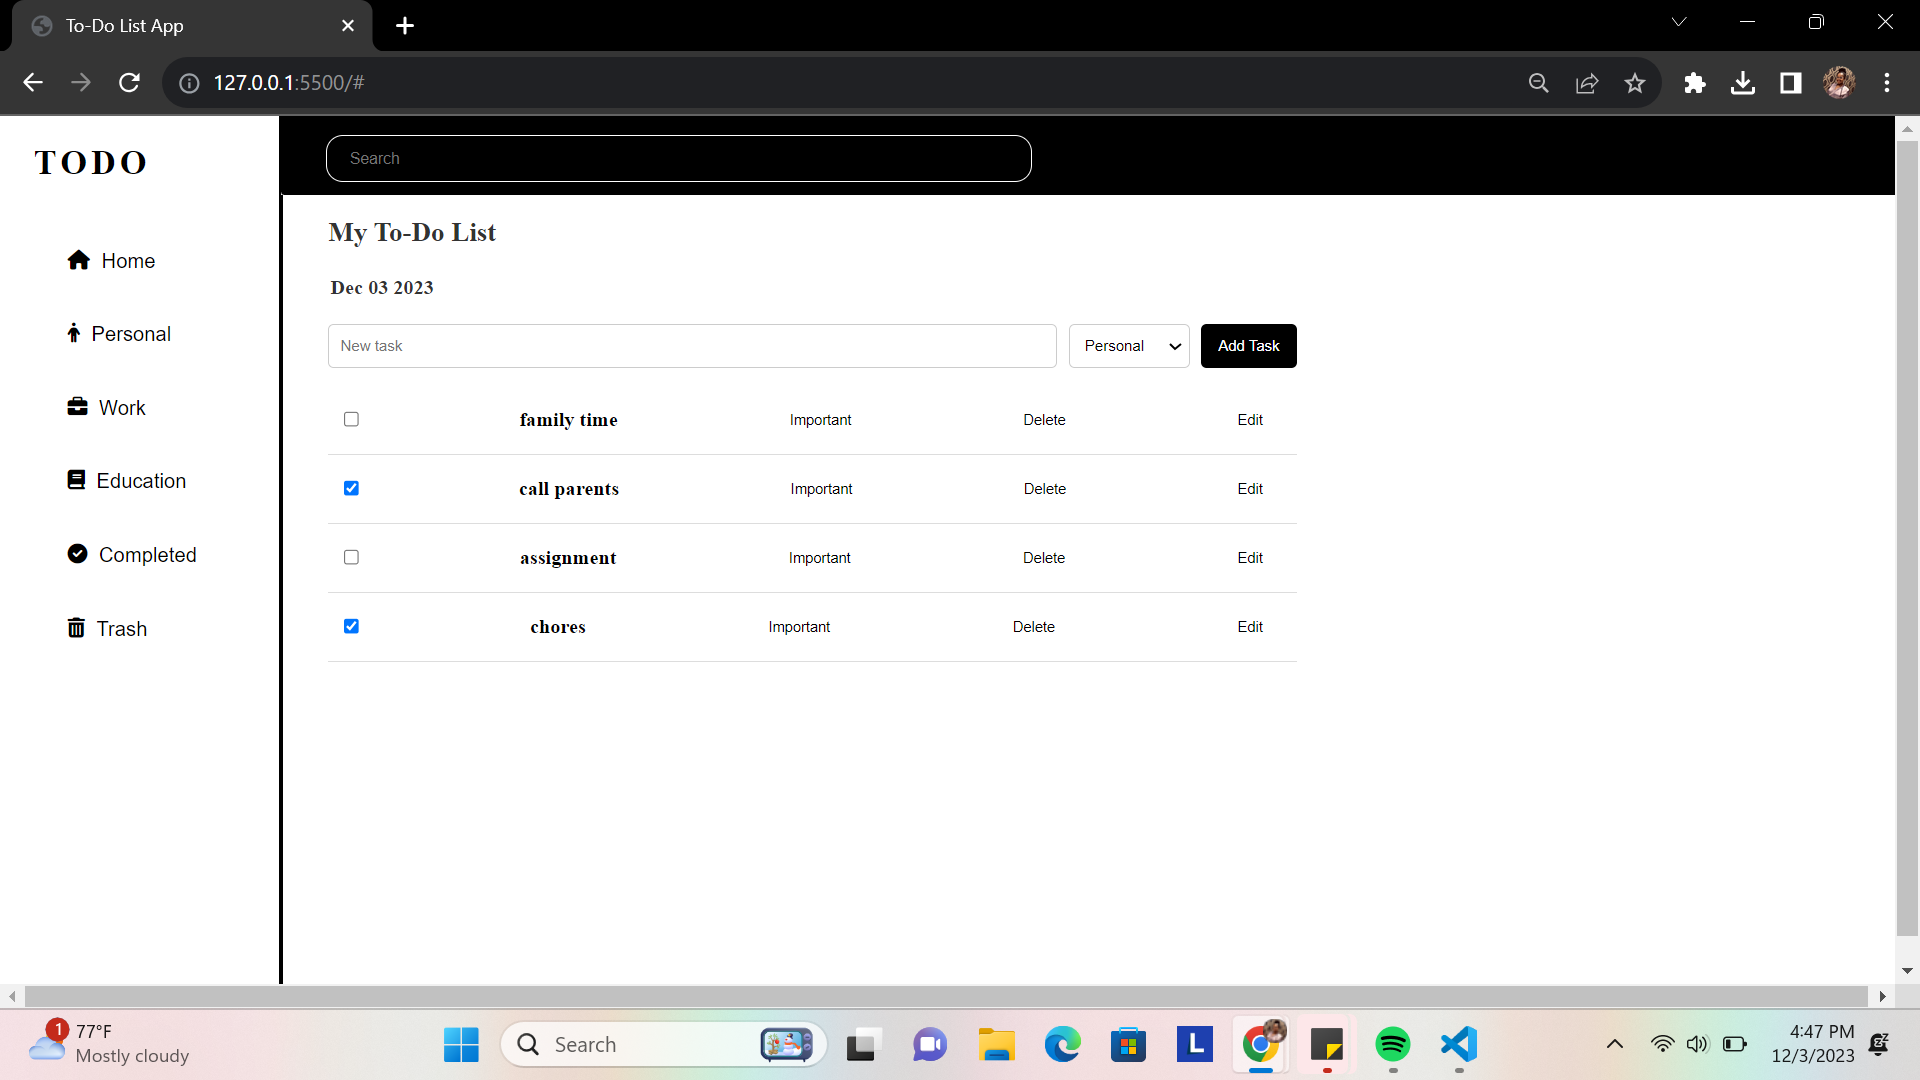 To-Do List App
127.0.0.1:5500/#
TODO
Search
My To-Do List
Dec 03 2023
New task
Personal
Add Task
Home
Personal
Work
Education
Completed
Trash
family time Important Delete Edit
call parents Important Delete Edit
assignment Important Delete Edit
chores Important Delete Edit
1
77°F
Mostly cloudy
Search
L
4:47 PM
12/3/2023